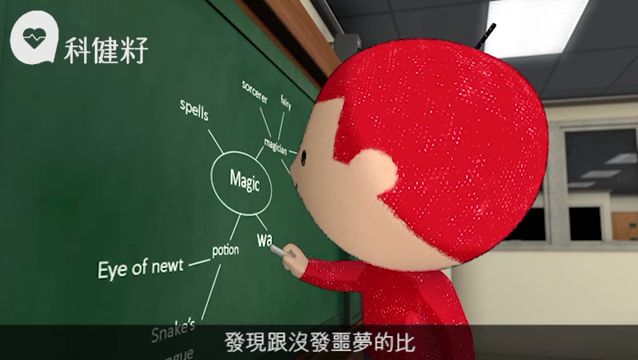 科健籽
sorcerer
fairy
spells
magician
Magic
wa
Eye of newt
potion
Snake's
發現跟沒發噩夢的比